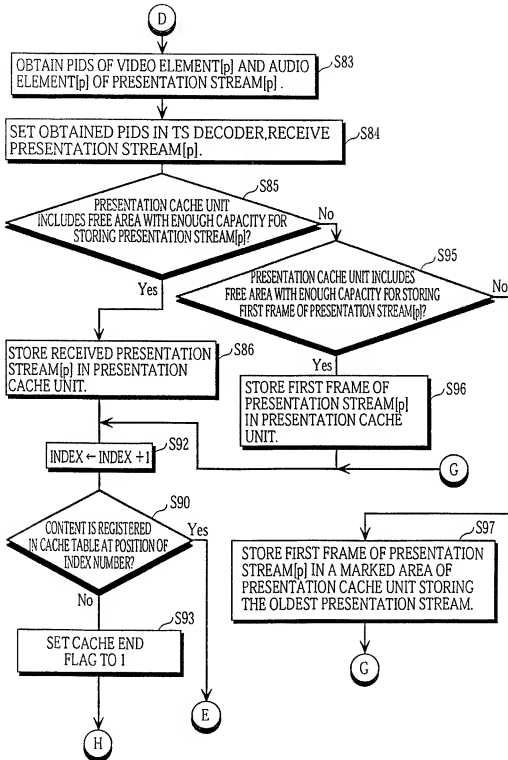 D
OBTAIN PIDS OF VIDEO ELEMENT[p] AND AUDIO
ELEMENT[p] OF PRESENTATION STREAM[p] .
S83
SET OBTAINED PIDS IN TS DECODER,RECEIVE
PRESENTATION STREAM[p].
S84
S85
PRESENTATION CACHE UNIT
INCLUDES FREE AREA WITH ENOUGH CAPACITY FOR
STORING PRESENTATION STREAM[p]?
No
Yes
S95
PRESENTATION CACHE UNIT INCLUDES
FREE AREA WITH ENOUGH CAPACITY FOR STORING
FIRST FRAME OF PRESENTATION STREAM[p]?
No
Yes
STORE RECEIVED PRESENTATION
STREAM[p] IN PRESENTATION
CACHE UNIT.
S86
STORE FIRST FRAME OF
PRESENTATION STREAM[p]
IN PRESENTATION CACHE
UNIT.
S96
G
S92
INDEX ← INDEX +1
S90
CONTENT IS REGISTERED
IN CACHE TABLE AT POSITION OF
INDEX NUMBER?
Yes
No
S97
STORE FIRST FRAME OF PRESENTATION
STREAM[p] IN A MARKED AREA OF
PRESENTATION CACHE UNIT STORING
THE OLDEST PRESENTATION STREAM.
S93
SET CACHE END
FLAG TO 1
G
E
H